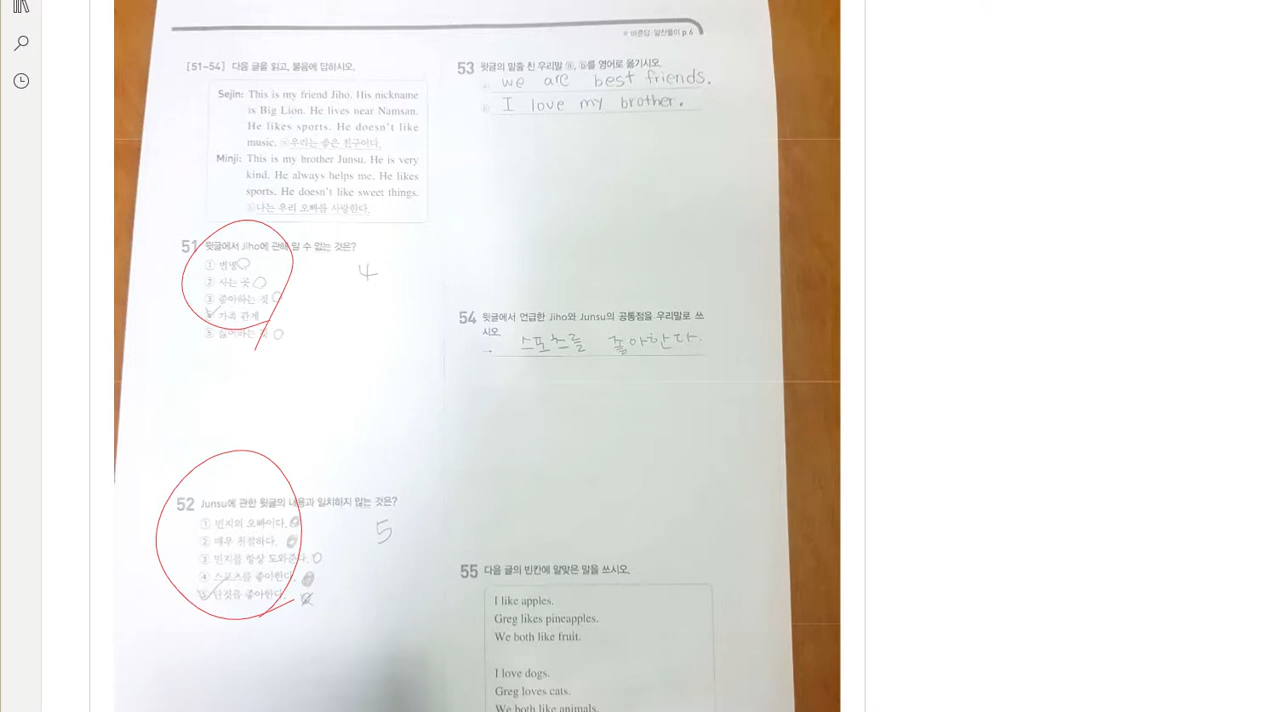 ※ 바른답·알찬풀이 p.6
[51-54] 다음 글을 읽고, 물음에 답하시오.
Sejin: This is my friend Jiho. His nickname
is Big Lion. He lives near Namsan.
He likes sports. He doesn't like
music. ⓐ우리는 좋은 친구이다.
Minji: This is my brother Junsu. He is very
kind. He always helps me. He likes
sports. He doesn't like sweet things.
ⓑ나는 우리 오빠를 사랑한다.
51 윗글에서 Jiho에 관해 알 수 없는 것은?
① 별명
② 사는 곳
③ 좋아하는 것
④ 가족 관계
⑤ 싫어하는 것
4
52 Junsu에 관한 윗글의 내용과 일치하지 않는 것은?
① 민지의 오빠이다.
② 매우 친절하다.
③ 민지를 항상 도와준다.
④ 스포츠를 좋아한다.
⑤ 단것을 좋아한다.
5
53 윗글의 밑줄 친 우리말 ⓐ, ⓑ를 영어로 옮기시오.
ⓐ we are best friends.
ⓑ I love my brother.
54 윗글에서 언급한 Jiho와 Junsu의 공통점을 우리말로 쓰
시오.
→ 스포츠를 좋아한다.
55 다음 글의 빈칸에 알맞은 말을 쓰시오.
I like apples.
Greg likes pineapples.
We both like fruit.
I love dogs.
Greg loves cats.
We both like animals.